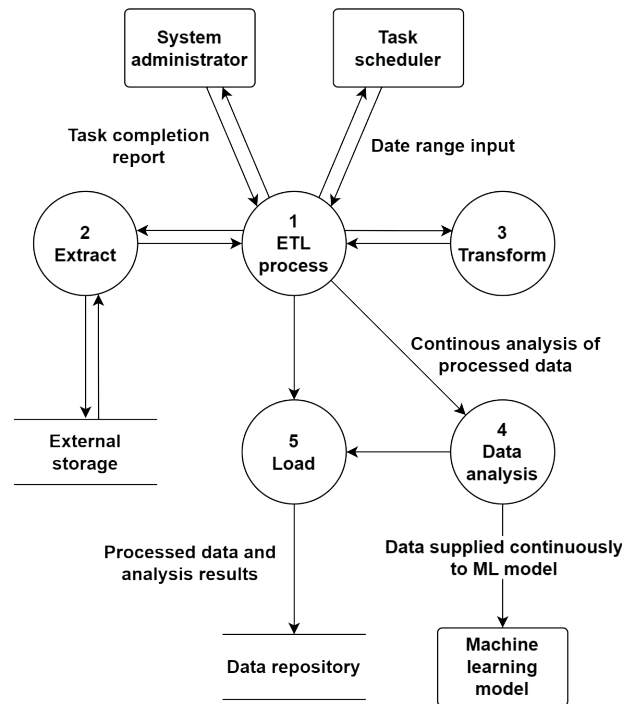 System
administrator
Task
scheduler
Task completion
report
Date range input
2
Extract
1
ETL
process
3
Transform
Continous analysis of
processed data
External
storage
5
Load
4
Data
analysis
Processed data and
analysis results
Data supplied continuously
to ML model
Data repository
Machine
learning
model